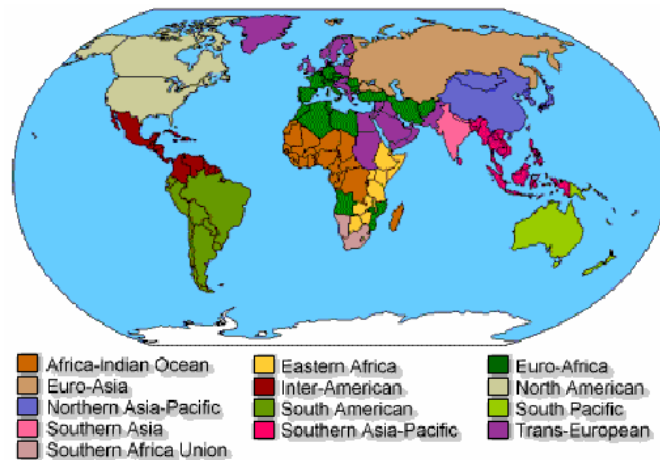 Africa-Indian Ocean
Eastern Africa
Euro-Africa
Euro-Asia
Inter-American
North American
Northern Asia-Pacific
South American
South Pacific
Southern Asia
Southern Asia-Pacific
Trans-European
Southern Africa Union